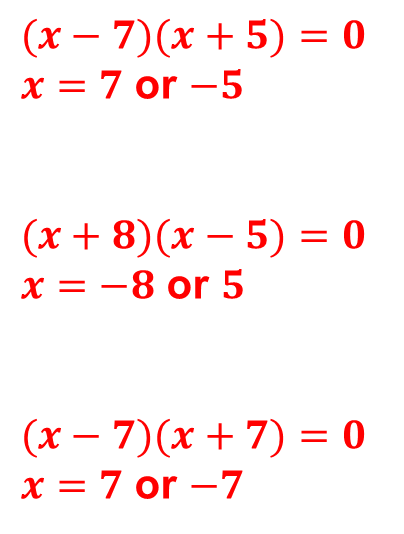 (x − 7)(x + 5) = 0
x = 7 or −5
(x + 8)(x − 5) = 0
x = −8 or 5
(x − 7)(x + 7) = 0
x = 7 or −7